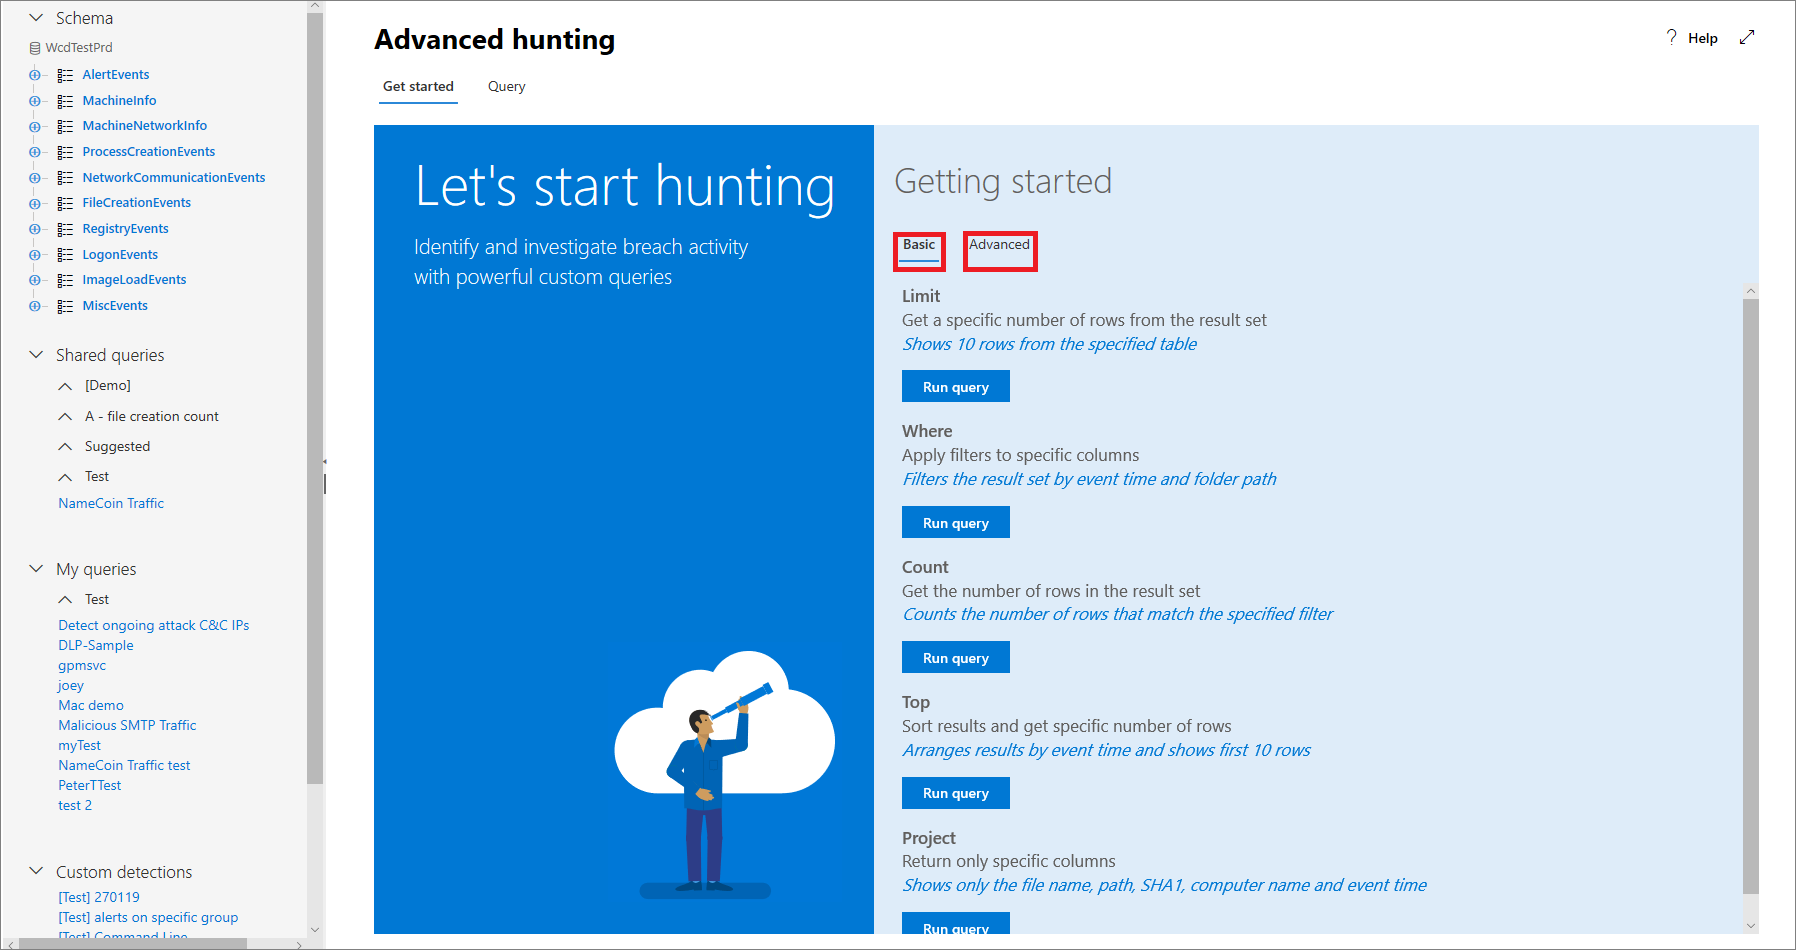 Schema
WcdTestPrd
AlertEvents
MachineInfo
MachineNetworkInfo
ProcessCreationEvents
NetworkCommunicationEvents
FileCreationEvents
RegistryEvents
LogonEvents
ImageLoadEvents
MiscEvents
Shared queries
[Demo]
A - file creation count
Suggested
Test
NameCoin Traffic
My queries
Test
Detect ongoing attack C&C IPs
DLP-Sample
gpmsvc
joey
Mac demo
Malicious SMTP Traffic
myTest
NameCoin Traffic test
PeterTTest
test 2
Custom detections
[Test] 270119
[Test] alerts on specific group
[Test] Command Line
Advanced hunting
? Help
Get started Query
Let's start hunting
Identify and investigate breach activity
with powerful custom queries
Getting started
Basic Advanced
Limit
Get a specific number of rows from the result set
Shows 10 rows from the specified table
Run query
Where
Apply filters to specific columns
Filters the result set by event time and folder path
Run query
Count
Get the number of rows in the result set
Counts the number of rows that match the specified filter
Run query
Top
Sort results and get specific number of rows
Arranges results by event time and shows first 10 rows
Run query
Project
Return only specific columns
Shows only the file name, path, SHA1, computer name and event time
Run query